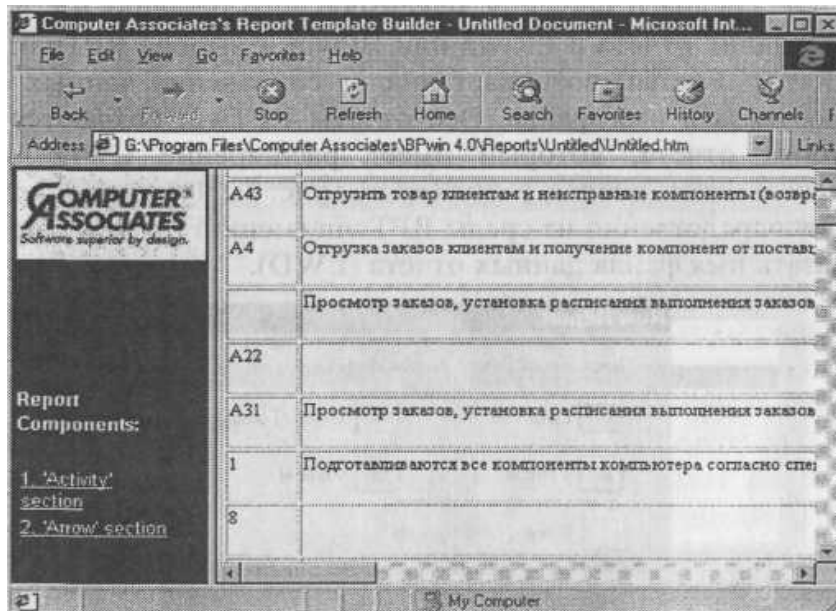 Computer Associates's Report Template Builder - Untitled Document - Microsoft Int...
File Edit View Go Favorites Help
Back Forward Stop Refresh Home Search Favorites History Channels
Address G:\Program Files\Computer Associates\BPwin 4.0\Reports\Untitled\Untitled.htm Links
COMPUTER
ASSOCIATES
Software superior by design.
Report
Components:
1. 'Activity'
section
2. 'Arrow' section
A43 Отгрузить товар клиентам и неисправные компоненты (возвра
A4 Отгрузка заказов клиентам и получение компонент от постав
Просмотр заказов, установка расписания выполнения заказов
A22
A31 Просмотр заказов, установка расписания выполнения заказов
1 Подготавливаются все компоненты компьютера согласно спе
8
My Computer